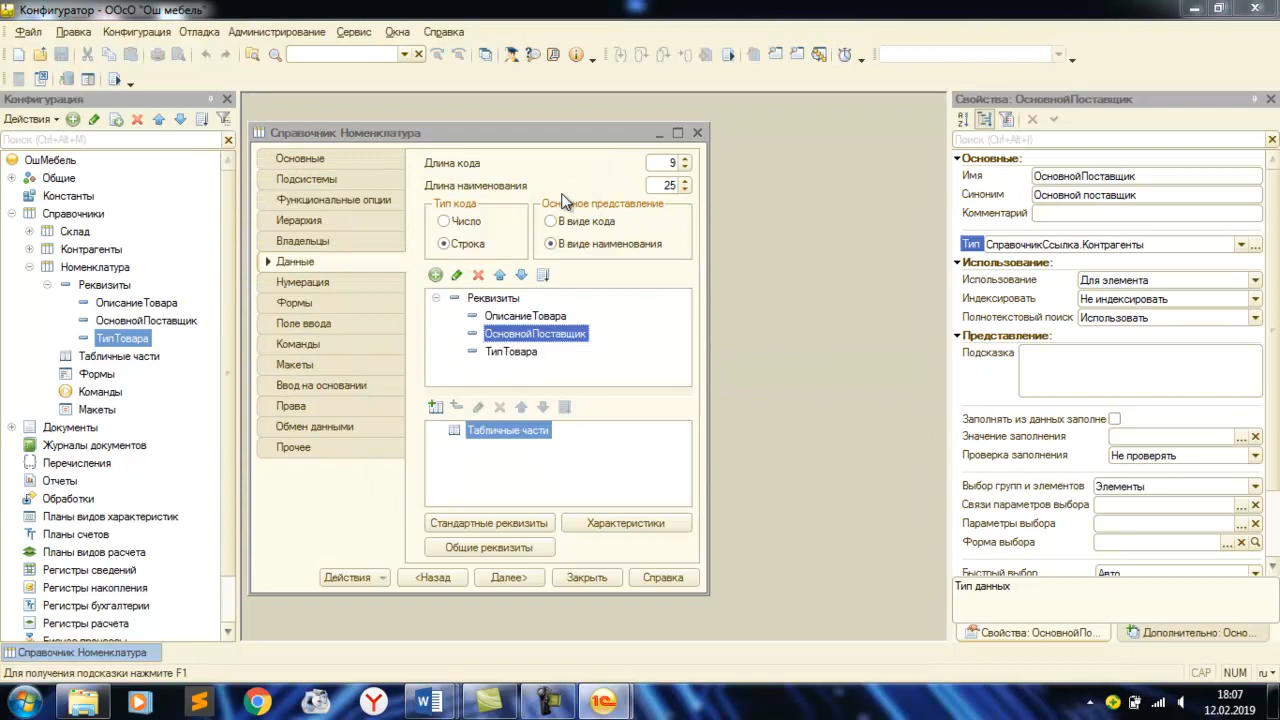 Конфигуратор - ООсО "Ош мебель"
Файл Правка Конфигурация Отладка Администрирование Сервис Окна Справка
Конфигурация
Действия
Поиск (Ctrl+Alt+M)
ОшМебель
Общие
Константы
Справочники
Склад
Контрагенты
Номенклатура
Реквизиты
ОписаниеТовара
ОсновнойПоставщик
ТипТовара
Табличные части
Формы
Команды
Макеты
Документы
Журналы документов
Перечисления
Отчеты
Обработки
Планы видов характеристик
Планы счетов
Планы видов расчета
Регистры сведений
Регистры накопления
Регистры бухгалтерии
Регистры расчета
Бизнес-процессы
Справочник Номенклатура
Основные
Подсистемы
Функциональные опции
Иерархия
Владельцы
Данные
Нумерация
Формы
Поле ввода
Команды
Макеты
Ввод на основании
Права
Обмен данными
Прочее
Длина кода 9
Длина наименования 25
Тип кода
Число
Строка
Основное представление
В виде кода
В виде наименования
Реквизиты
ОписаниеТовара
ОсновнойПоставщик
ТипТовара
Табличные части
Стандартные реквизиты Характеристики
Общие реквизиты
Действия <Назад Далее> Закрыть Справка
Свойства: ОсновнойПоставщик
Поиск (Ctrl+Alt+I)
Основные:
Имя ОсновнойПоставщик
Синоним Основной поставщик
Комментарий
Тип СправочникСсылка.Контрагенты
Использование:
Использование Для элемента
Индексировать Не индексировать
Полнотекстовый поиск Использовать
Представление:
Подсказка
Заполнять из данных заполне
Значение заполнения
Проверка заполнения Не проверять
Выбор групп и элементов Элементы
Связи параметров выбора
Параметры выбора
Форма выбора
Быстрый выбор Авто
Тип данных
Свойства: ОсновнойПо... Дополнительно: Осно...
Справочник Номенклатура
Для получения подсказки нажмите F1
CAP NUM ru
18:07
12.02.2019